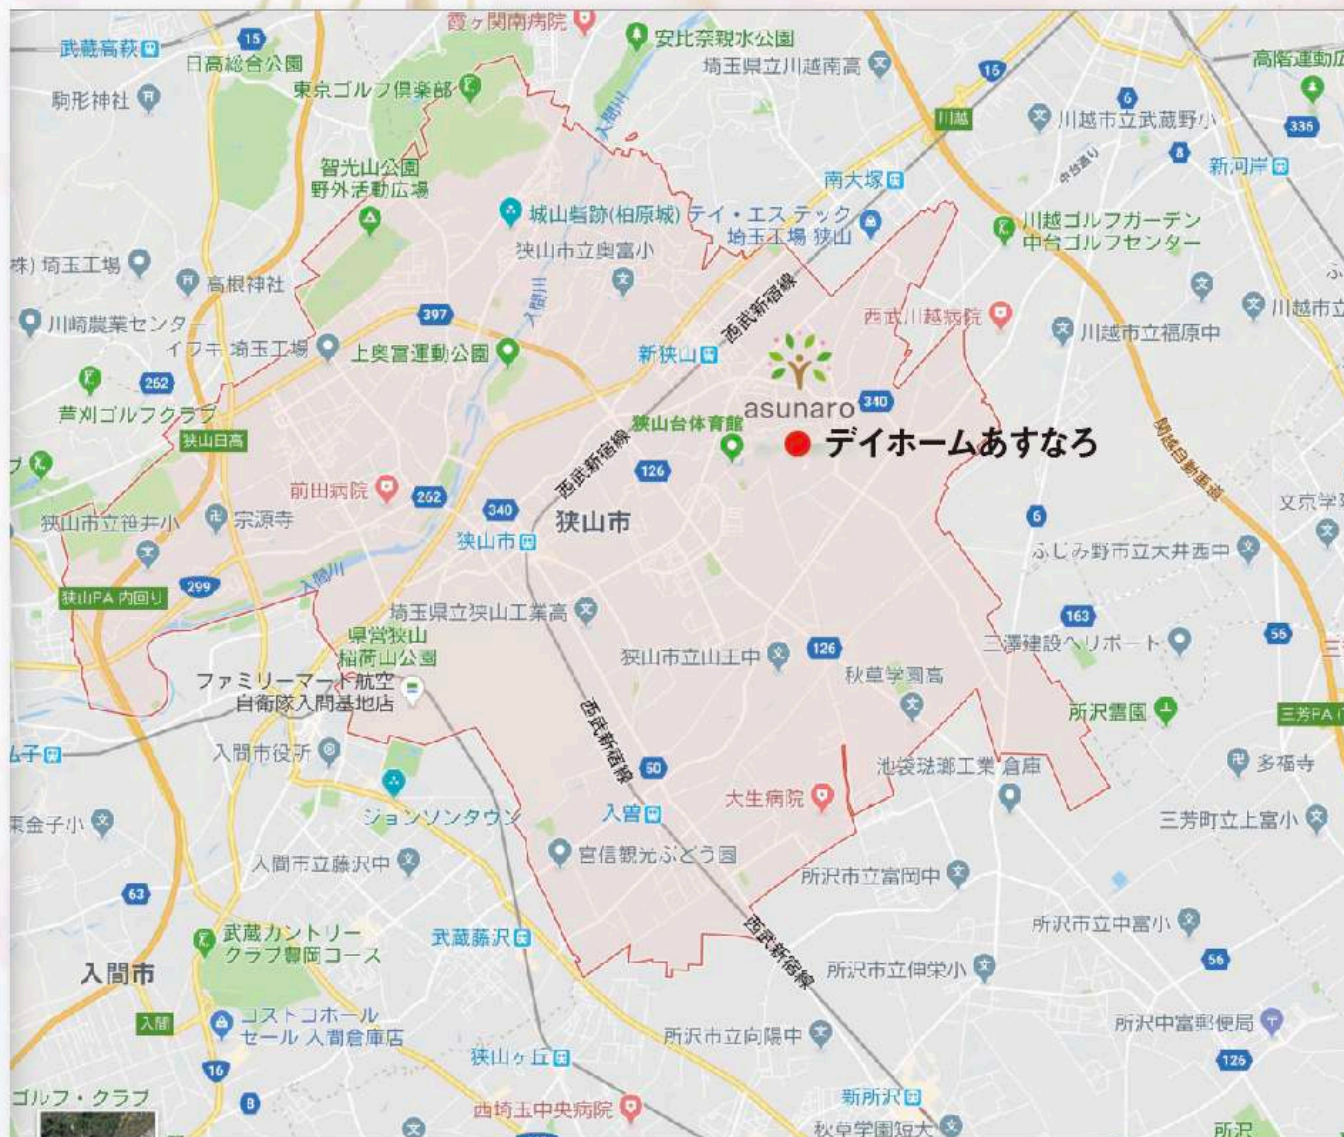 霞ヶ関南病院
武蔵高萩
15
日高総合公園
安比奈親水公園
埼玉県立川越南高
16
高階運動広
駒形神社
東京ゴルフ倶楽部
入間川
川越
6
川越市立武蔵野小
336
8
中台通り
新河岸
智光山公園
野外活動広場
南大塚
城山砦跡(柏原城)
テイ・エス テック
埼玉工場 狭山
川越ゴルフガーデン
中台ゴルフセンター
狭山市立奥富小
株) 埼玉工場
高根神社
入間川
西武新宿線
川越市立
川崎農業センター
397
西武川越病院
川越市立福原中
イワキ 埼玉工場
上奥富運動公園
新狭山
262
芦刈ゴルフクラブ
asunaro
340
狭山台体育館
狭山日高
デイホームあすなろ
関越自動車道
プ
西武新宿線
126
前田病院
262
340
狭山市立笹井小
宗源寺
狭山市
狭山市
6
文京学
ふじみ野市立大井西中
299
入間川
狭山PA 内回り
埼玉県立狭山工業高
163
56
県営狭山
稲荷山公園
狭山市立山王中
126
三澤建設ヘリポート
ファミリーマート航空
自衛隊入間基地店
秋草学園高
西武新宿線
所沢霊園
三芳PA
入間市役所
50
池袋琺瑯工業 倉庫
多福寺
大生病院
入曽
ジョンソンタウン
東金子小
三芳町立上富小
入間市立藤沢中
宮信観光ぶどう園
所沢市立富岡中
63
武蔵カントリー
クラブ豊岡コース
武蔵藤沢
西武新宿線
所沢市立中富小
入間市
所沢市立伸栄小
56
入間
コストコホール
セール 入間倉庫店
所沢市立向陽中
所沢中富郵便局
狭山ヶ丘
126
16
ゴルフ・クラブ
8
西埼玉中央病院
新所沢
秋草学園短大
所沢